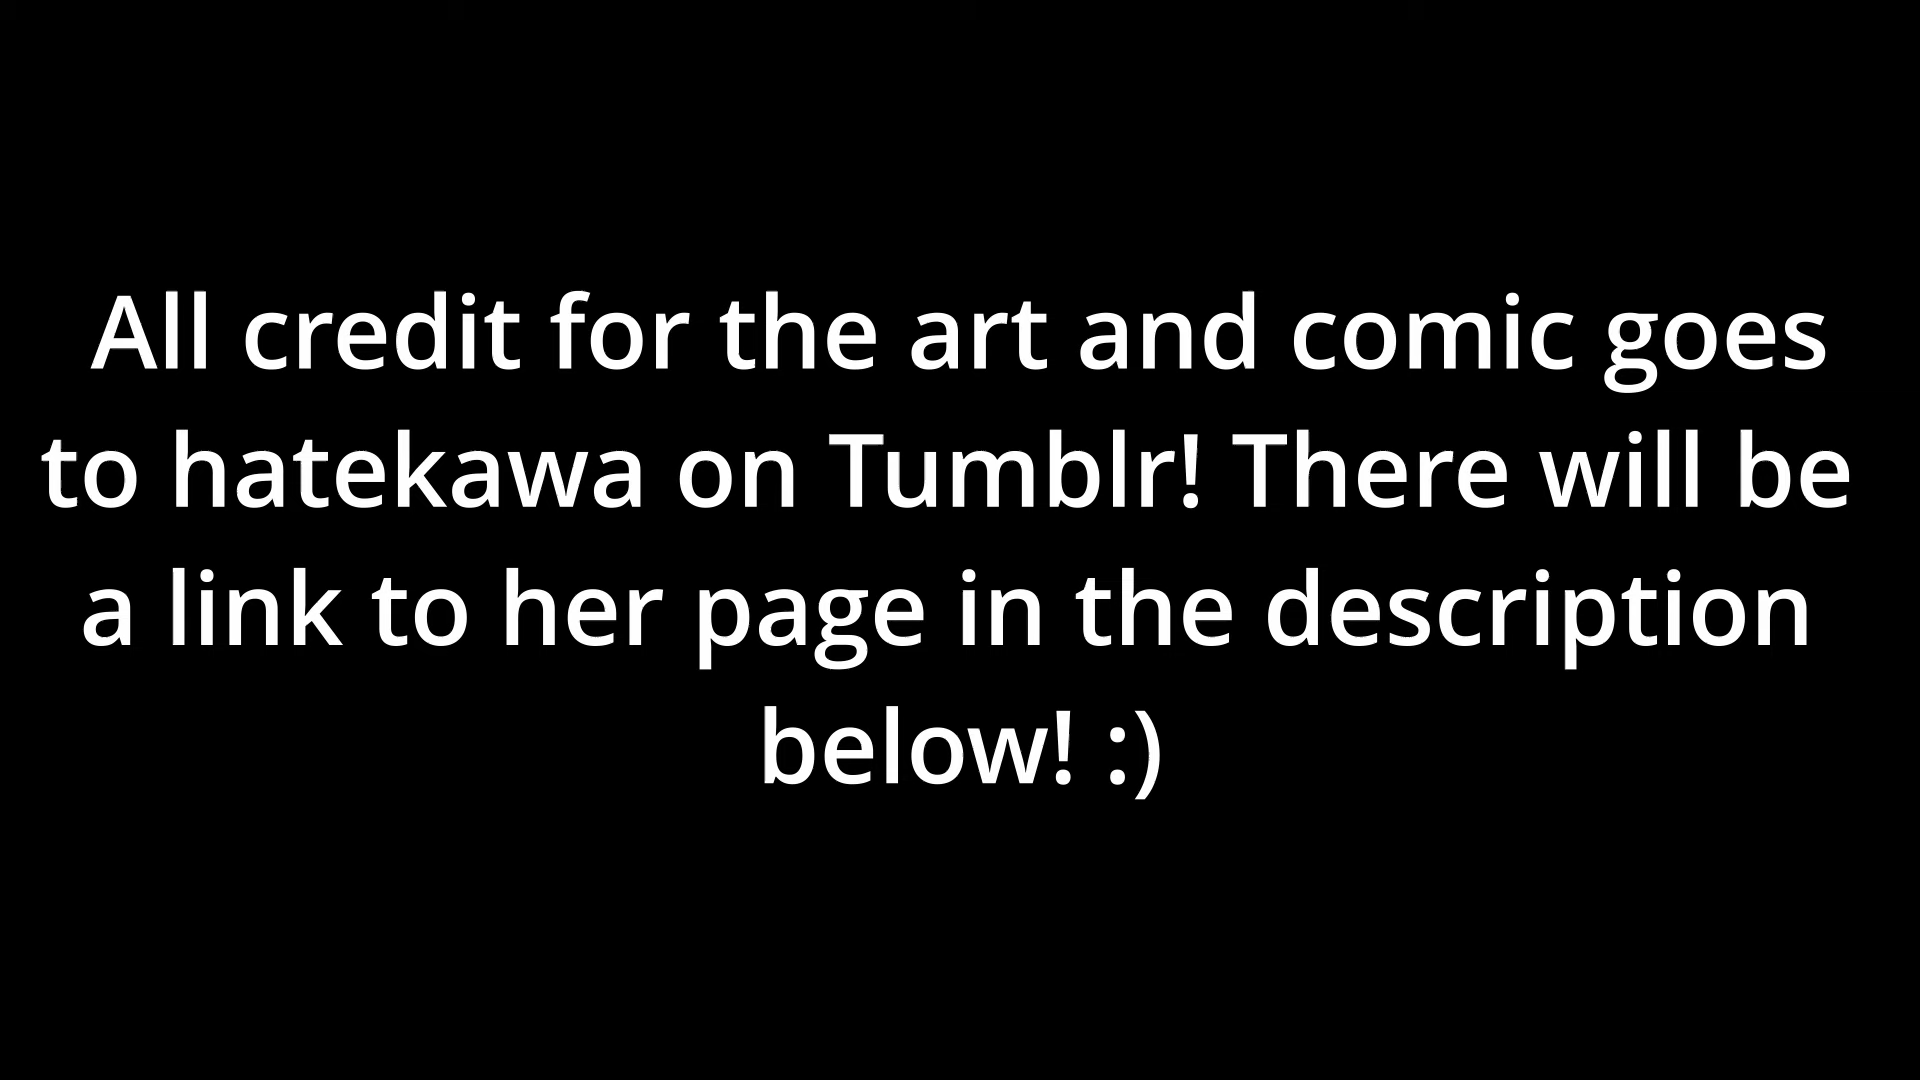 All credit for the art and comic goes
to hatekawa on Tumblr! There will be
a link to her page in the description
below! :)